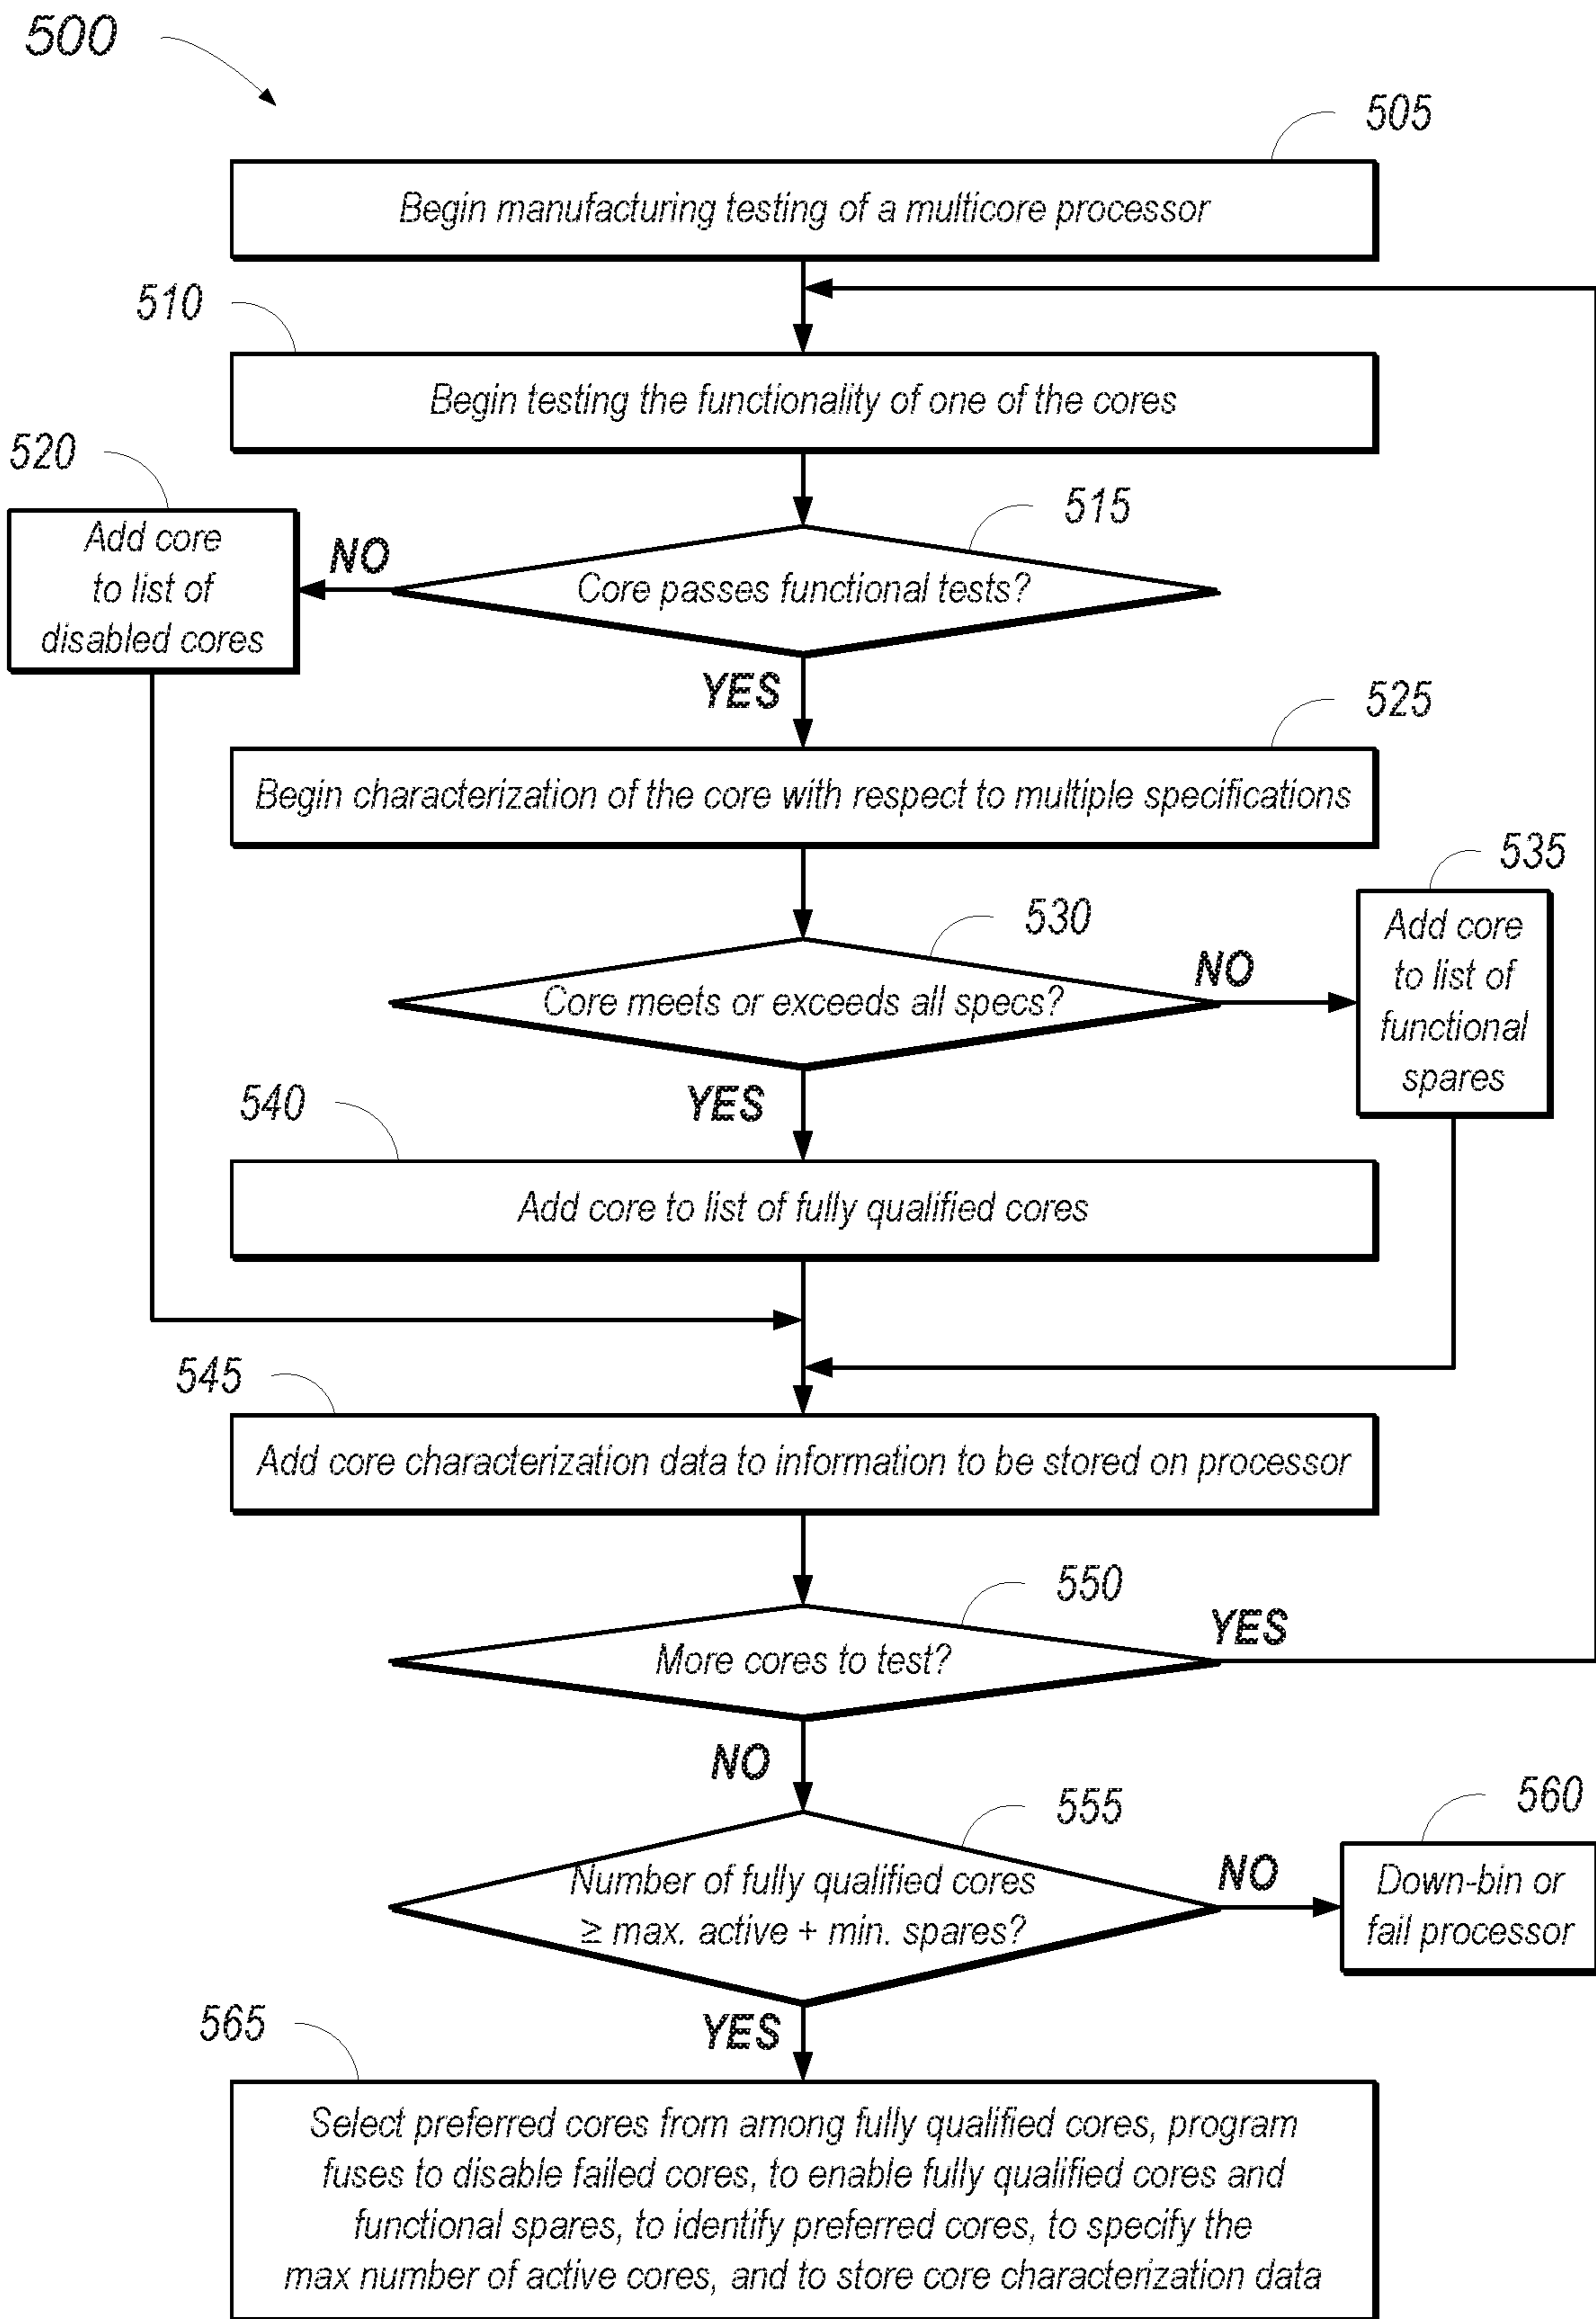 500
505
Begin manufacturing testing of a multicore processor
510
Begin testing the functionality of one of the cores
520
515
Add core
to list of
disabled cores
NO
Core passes functional tests?
YES
525
Begin characterization of the core with respect to multiple specifications
535
530
Add core
to list of
functional
spares
NO
Core meets or exceeds all specs?
YES
540
Add core to list of fully qualified cores
545
Add core characterization data to information to be stored on processor
550
YES
More cores to test?
NO
555
560
Number of fully qualified cores
≥ max. active + min. spares?
NO
Down-bin or
fail processor
YES
565
Select preferred cores from among fully qualified cores, program
fuses to disable failed cores, to enable fully qualified cores and
functional spares, to identify preferred cores, to specify the
max number of active cores, and to store core characterization data